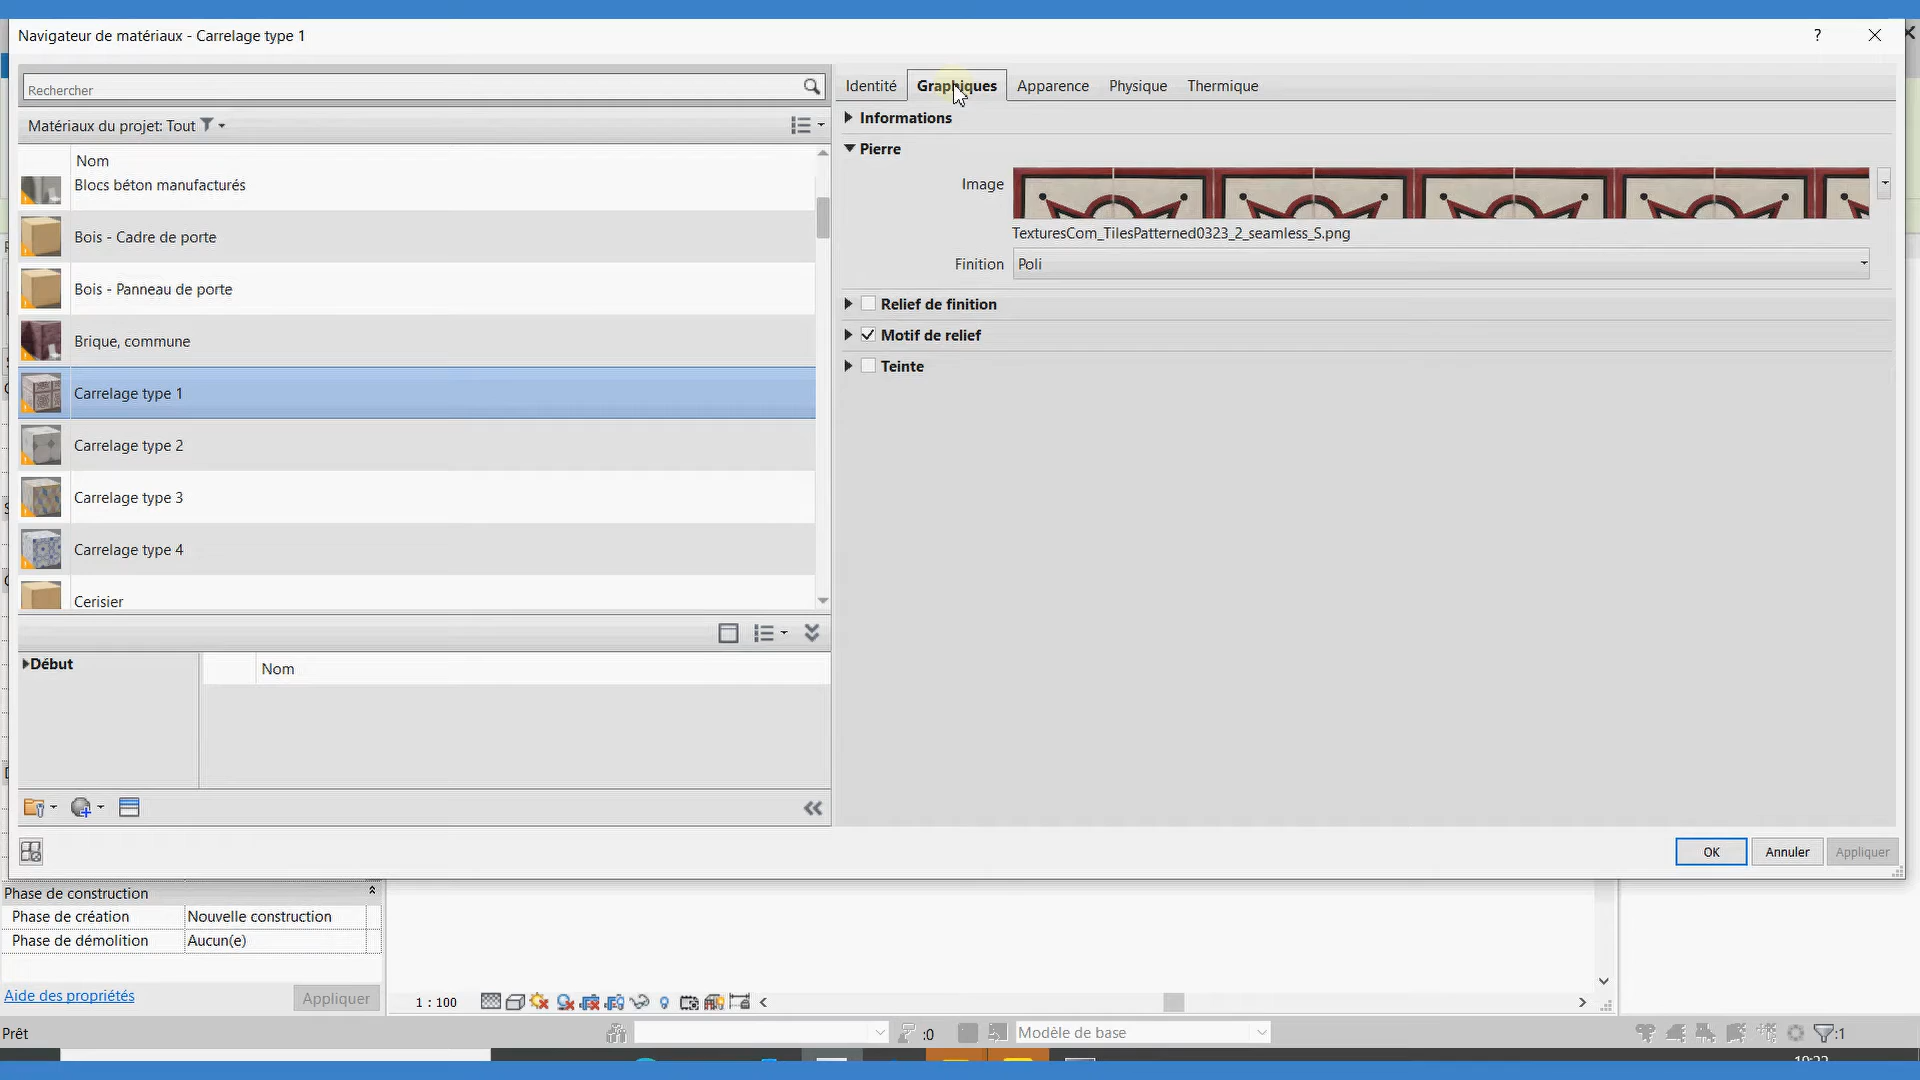 Navigateur de matériaux - Carrelage type 1
?
Rechercher
Matériaux du projet: Tout
Nom
Blocs béton manufacturés
Bois - Cadre de porte
Bois - Panneau de porte
Brique, commune
Carrelage type 1
Carrelage type 2
Carrelage type 3
Carrelage type 4
Cerisier
Début
Nom
Identité
Graphiques
Apparence
Physique
Thermique
Informations
Pierre
Image
TexturesCom_TilesPatterned0323_2_seamless_S.png
Finition
Poli
Relief de finition
Motif de relief
Teinte
OK
Annuler
Appliquer
Phase de construction
Phase de création
Nouvelle construction
Phase de démolition
Aucun(e)
Aide des propriétés
Appliquer
1 : 100
Prêt
:0
Modèle de base
:1